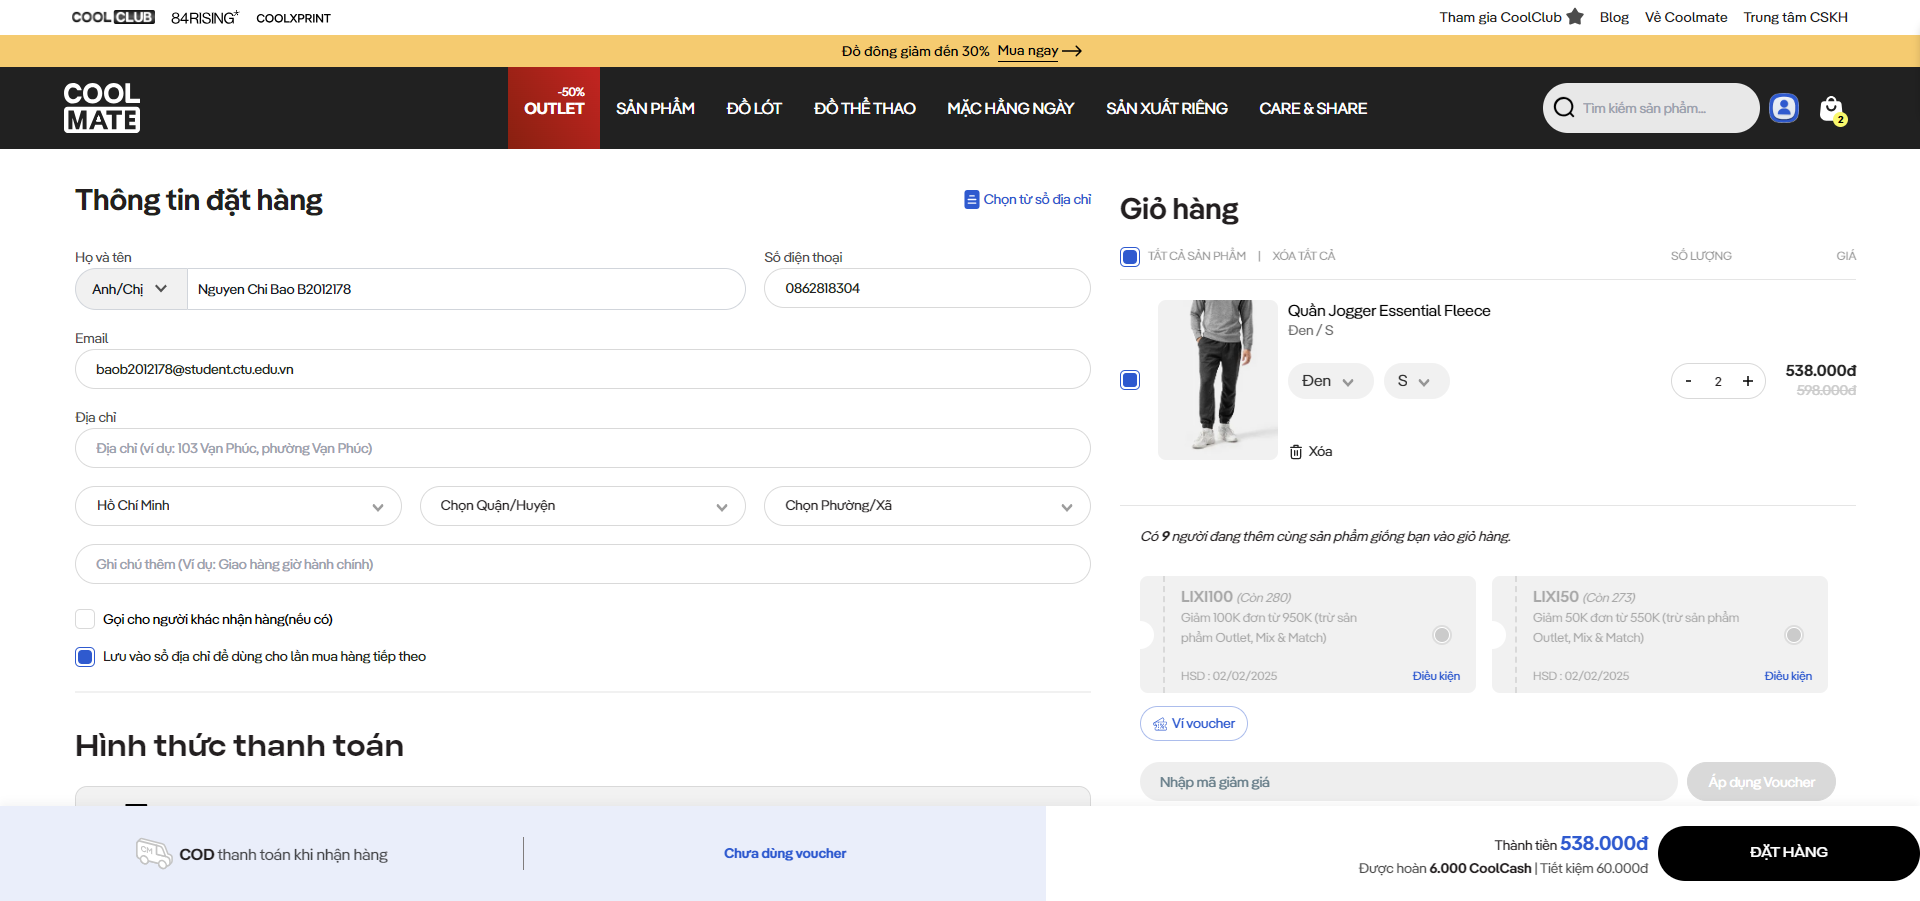 COOLCLUB 84RISING* COOLXPRINT
Tham gia CoolClub Blog Về Coolmate Trung tâm CSKH
Đồ đông giảm đến 30% Mua ngay
COOL
MATE
-50%
OUTLET SẢN PHẨM ĐỒ LÓT ĐỒ THỂ THAO MẶC HẰNG NGÀY SẢN XUẤT RIÊNG CARE & SHARE
Tìm kiếm sản phẩm...
2
Thông tin đặt hàng
Chọn từ sổ địa chỉ
Họ và tên
Số điện thoại
Anh/Chị Nguyen Chi Bao B2012178
0862818304
Email
baob2012178@student.ctu.edu.vn
Địa chỉ
Địa chỉ (ví dụ: 103 Vạn Phúc, phường Vạn Phúc)
Hồ Chí Minh
Chọn Quận/Huyện
Chọn Phường/Xã
Ghi chú thêm (Ví dụ: Giao hàng giờ hành chính)
Gọi cho người khác nhận hàng(nếu có)
Lưu vào sổ địa chỉ để dùng cho lần mua hàng tiếp theo
Hình thức thanh toán
Giỏ hàng
TẤT CẢ SẢN PHẨM | XÓA TẤT CẢ
SỐ LƯỢNG
GIÁ
Quần Jogger Essential Fleece
Đen / S
Đen S
- 2 +
538.000đ
598.000đ
Xóa
Có 9 người đang thêm cùng sản phẩm giống bạn vào giỏ hàng.
LIXI100 (Còn 280)
Giảm 100K đơn từ 950K (trừ sản
phẩm Outlet, Mix & Match)
HSD : 02/02/2025
Điều kiện
LIXI50 (Còn 273)
Giảm 50K đơn từ 550K (trừ sản phẩm
Outlet, Mix & Match)
HSD : 02/02/2025
Điều kiện
Ví voucher
Nhập mã giảm giá
Áp dụng Voucher
CM
COD thanh toán khi nhận hàng
Chưa dùng voucher
Thành tiền 538.000đ
Được hoàn 6.000 CoolCash | Tiết kiệm 60.000đ
ĐẶT HÀNG